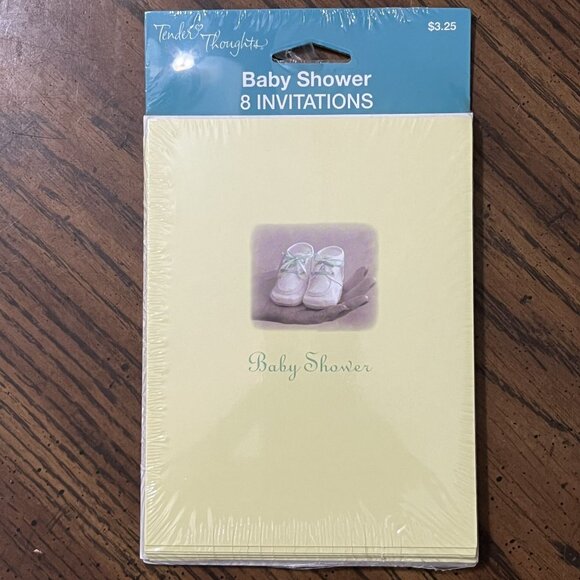 Tender Thoughts
$3.25
Baby Shower
8 INVITATIONS
Baby Shower